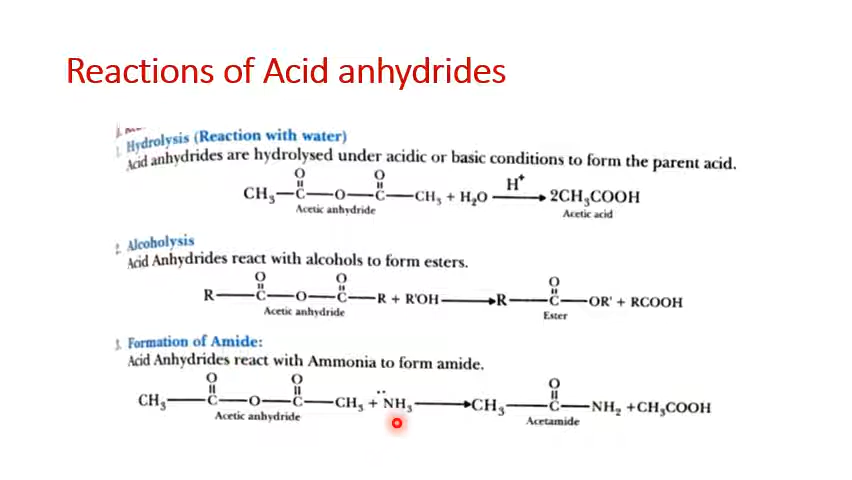 Reactions of Acid anhydrides
1. Hydrolysis (Reaction with water)
Acid anhydrides are hydrolysed under acidic or basic conditions to form the parent acid.
O O
CH₃—C—O—C—CH₃ + H₂O —H⁺→ 2CH₃COOH
Acetic anhydride Acetic acid
2. Alcoholysis
Acid Anhydrides react with alcohols to form esters.
O O O
R—C—O—C—R + R'OH→R—C—OR' + RCOOH
Acetic anhydride Ester
3. Formation of Amide:
Acid Anhydrides react with Ammonia to form amide.
O O O
CH₃—C—O—C—CH₃ + N̈H₃→CH₃—C—NH₂ +CH₃COOH
Acetic anhydride Acetamide